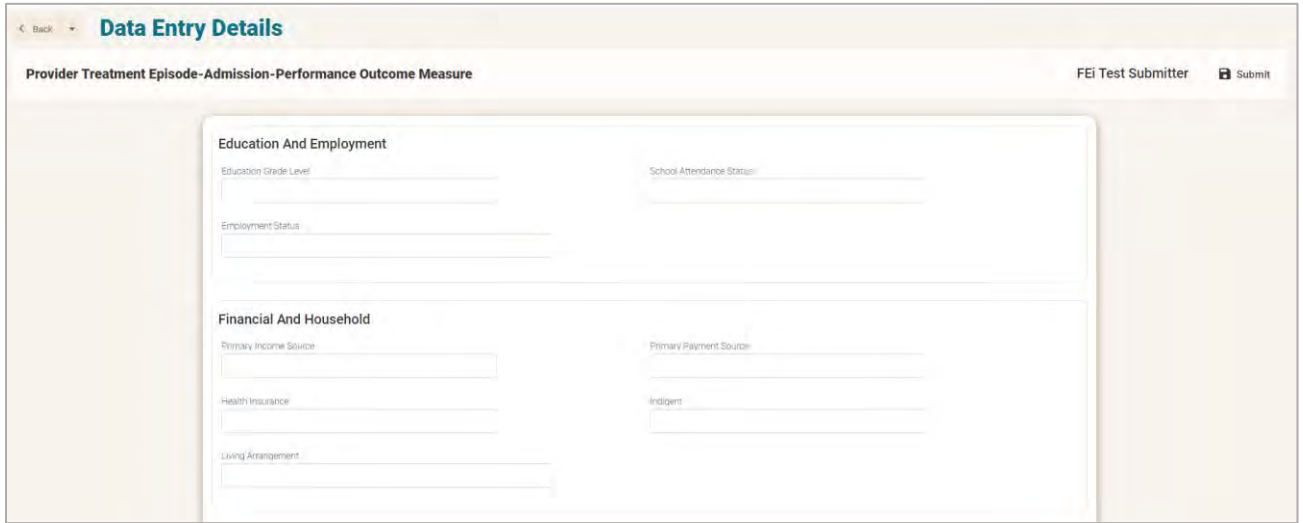 Back
Data Entry Details
Provider Treatment Episode-Admission-Performance Outcome Measure
FEi Test Submitter
Submit
Education And Employment
Education Grade Level
School Attendance Status
Employment Status
Financial And Household
Primary Income Source
Primary Payment Source
Health Insurance
Indigent
Living Arrangement